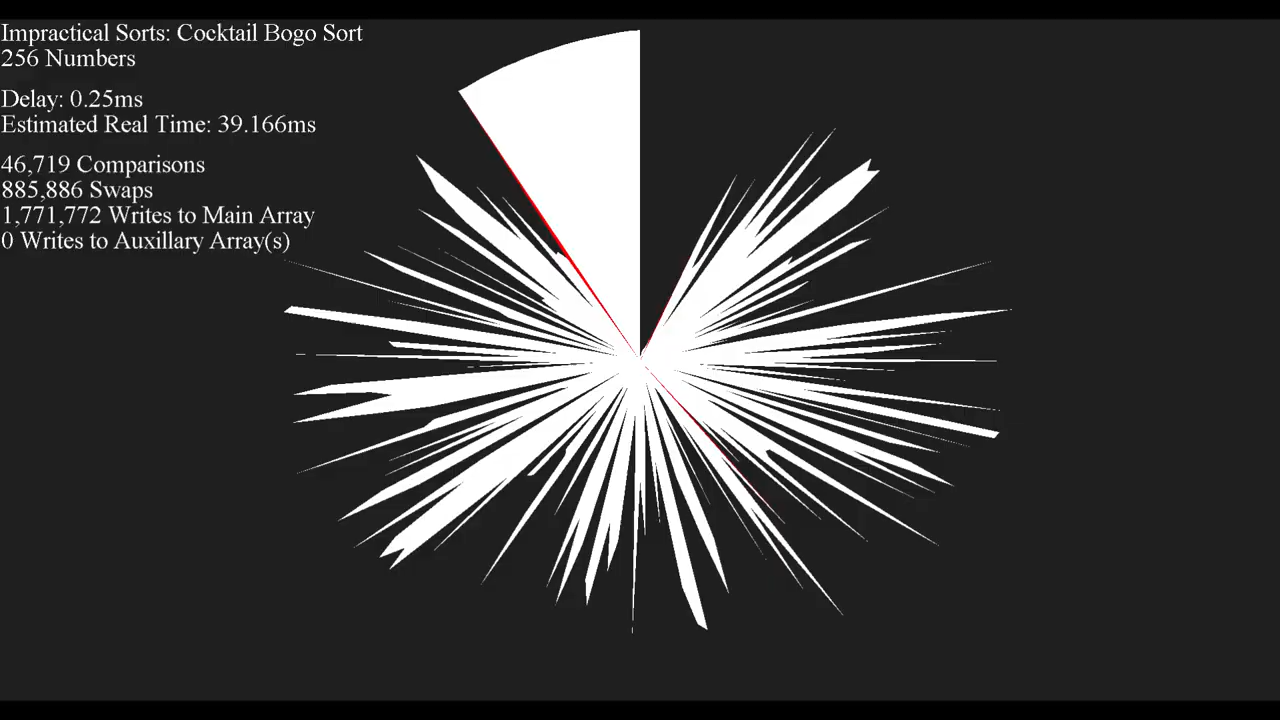 Impractical Sorts: Cocktail Bogo Sort
256 Numbers
Delay: 0.25ms
Estimated Real Time: 39.166ms
46,719 Comparisons
885,886 Swaps
1,771,772 Writes to Main Array
0 Writes to Auxillary Array(s)